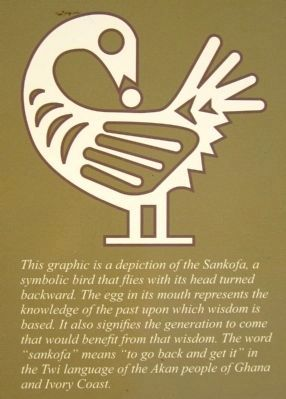 This graphic is a depiction of the Sankofa, a
symbolic bird that flies with its head turned
backward. The egg in its mouth represents the
knowledge of the past upon which wisdom is
based. It also signifies the generation to come
that would benefit from that wisdom. The word
"sankofa" means "to go back and get it" in
the Twi language of the Akan people of Ghana
and Ivory Coast.